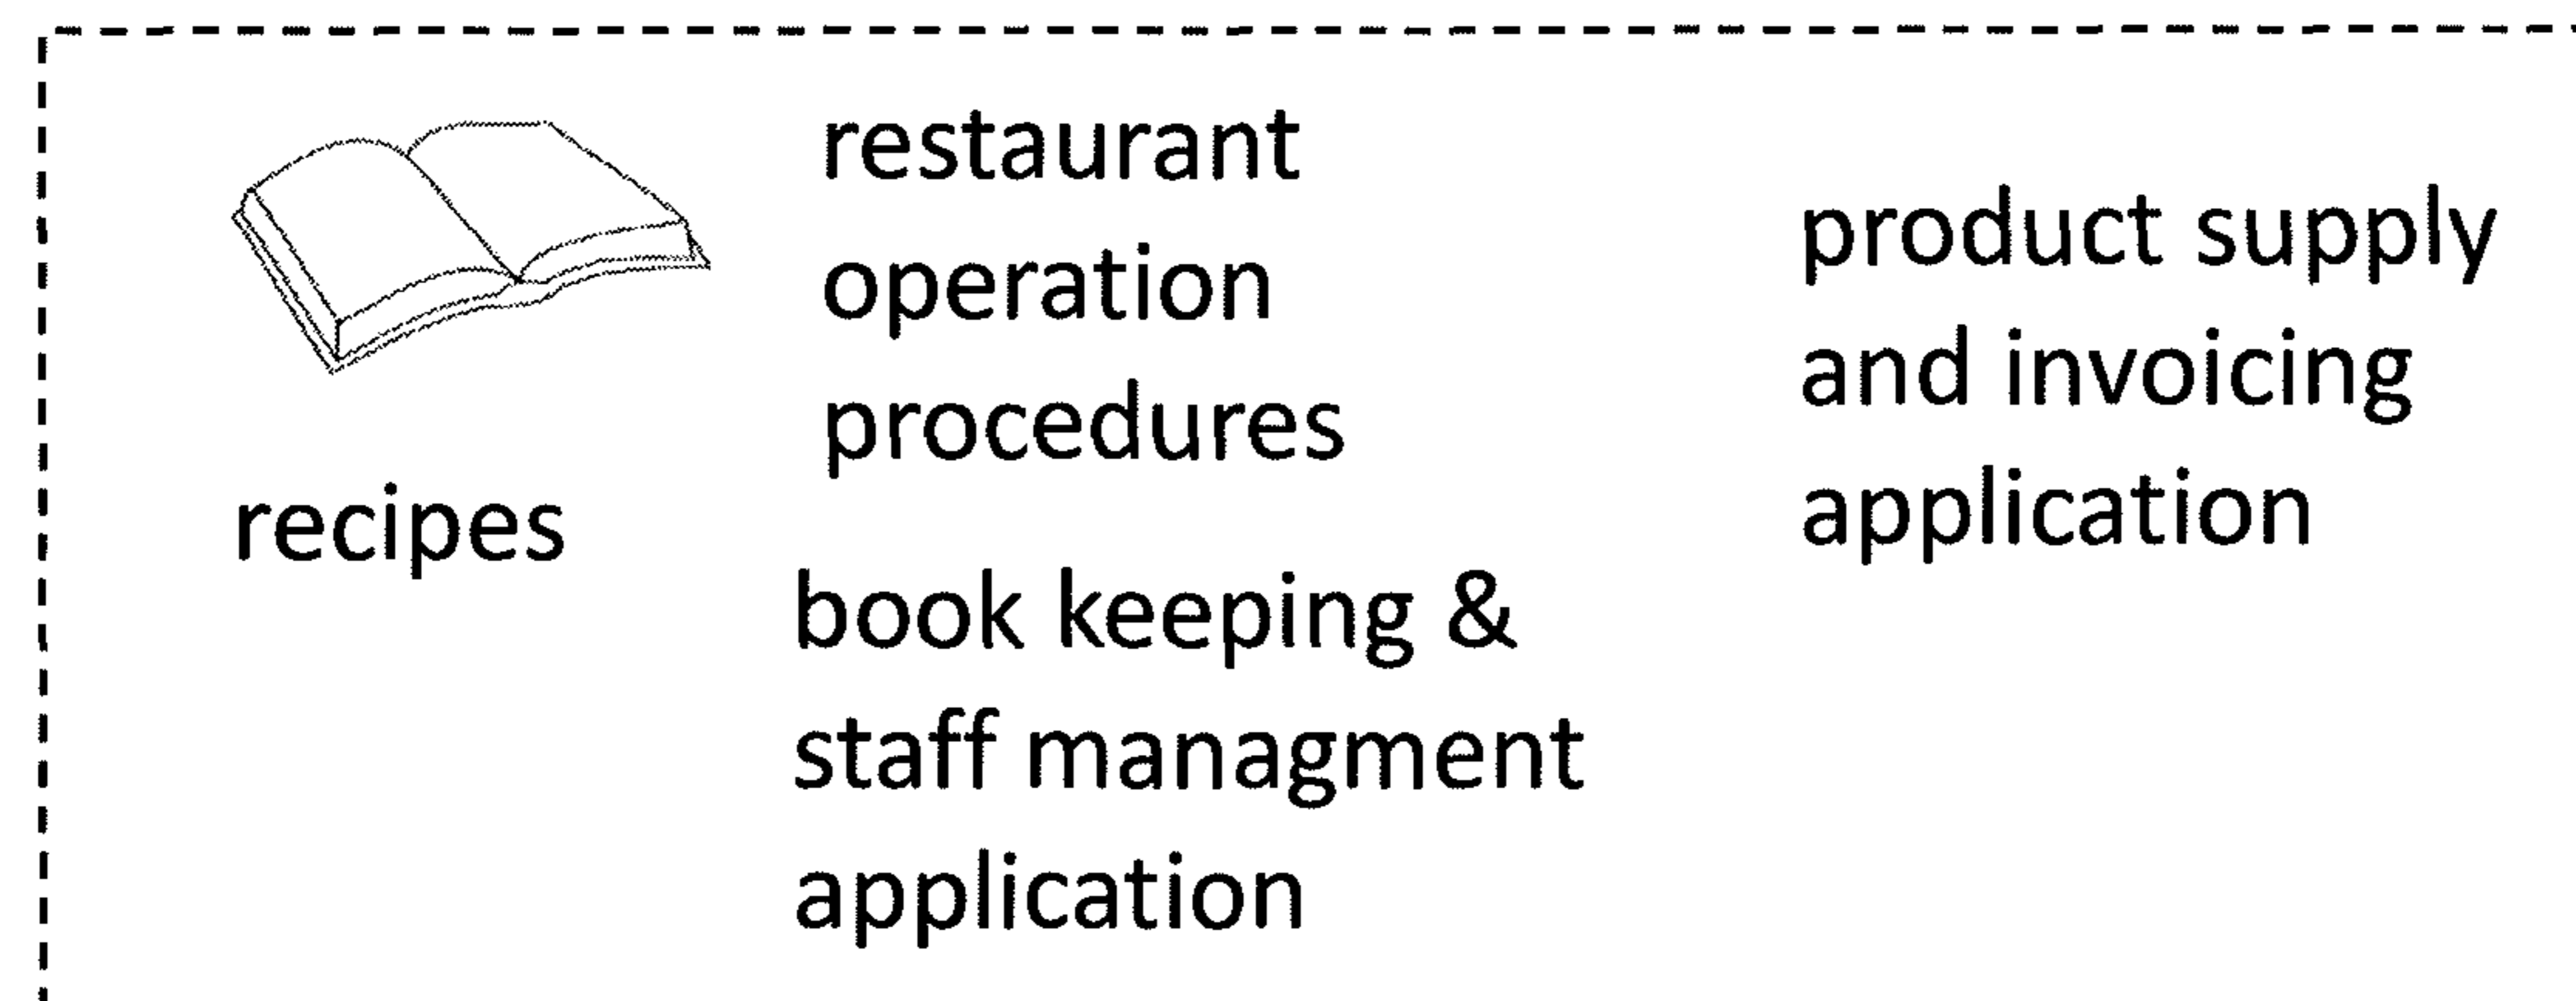 recipes
restaurant
operation
procedures
book keeping &
staff managment
application
product supply
and invoicing
application